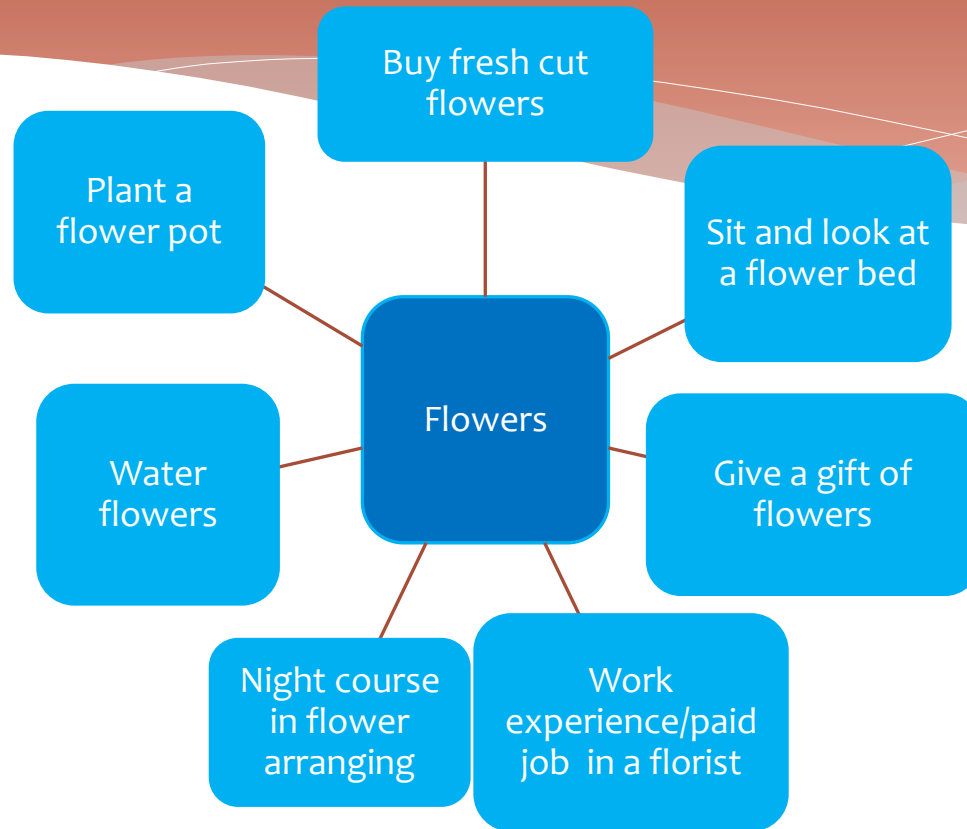 Buy fresh cut
flowers
Plant a
flower pot
Sit and look at
a flower bed
Flowers
Water
flowers
Give a gift of
flowers
Night course
in flower
arranging
Work
experience/paid
job in a florist